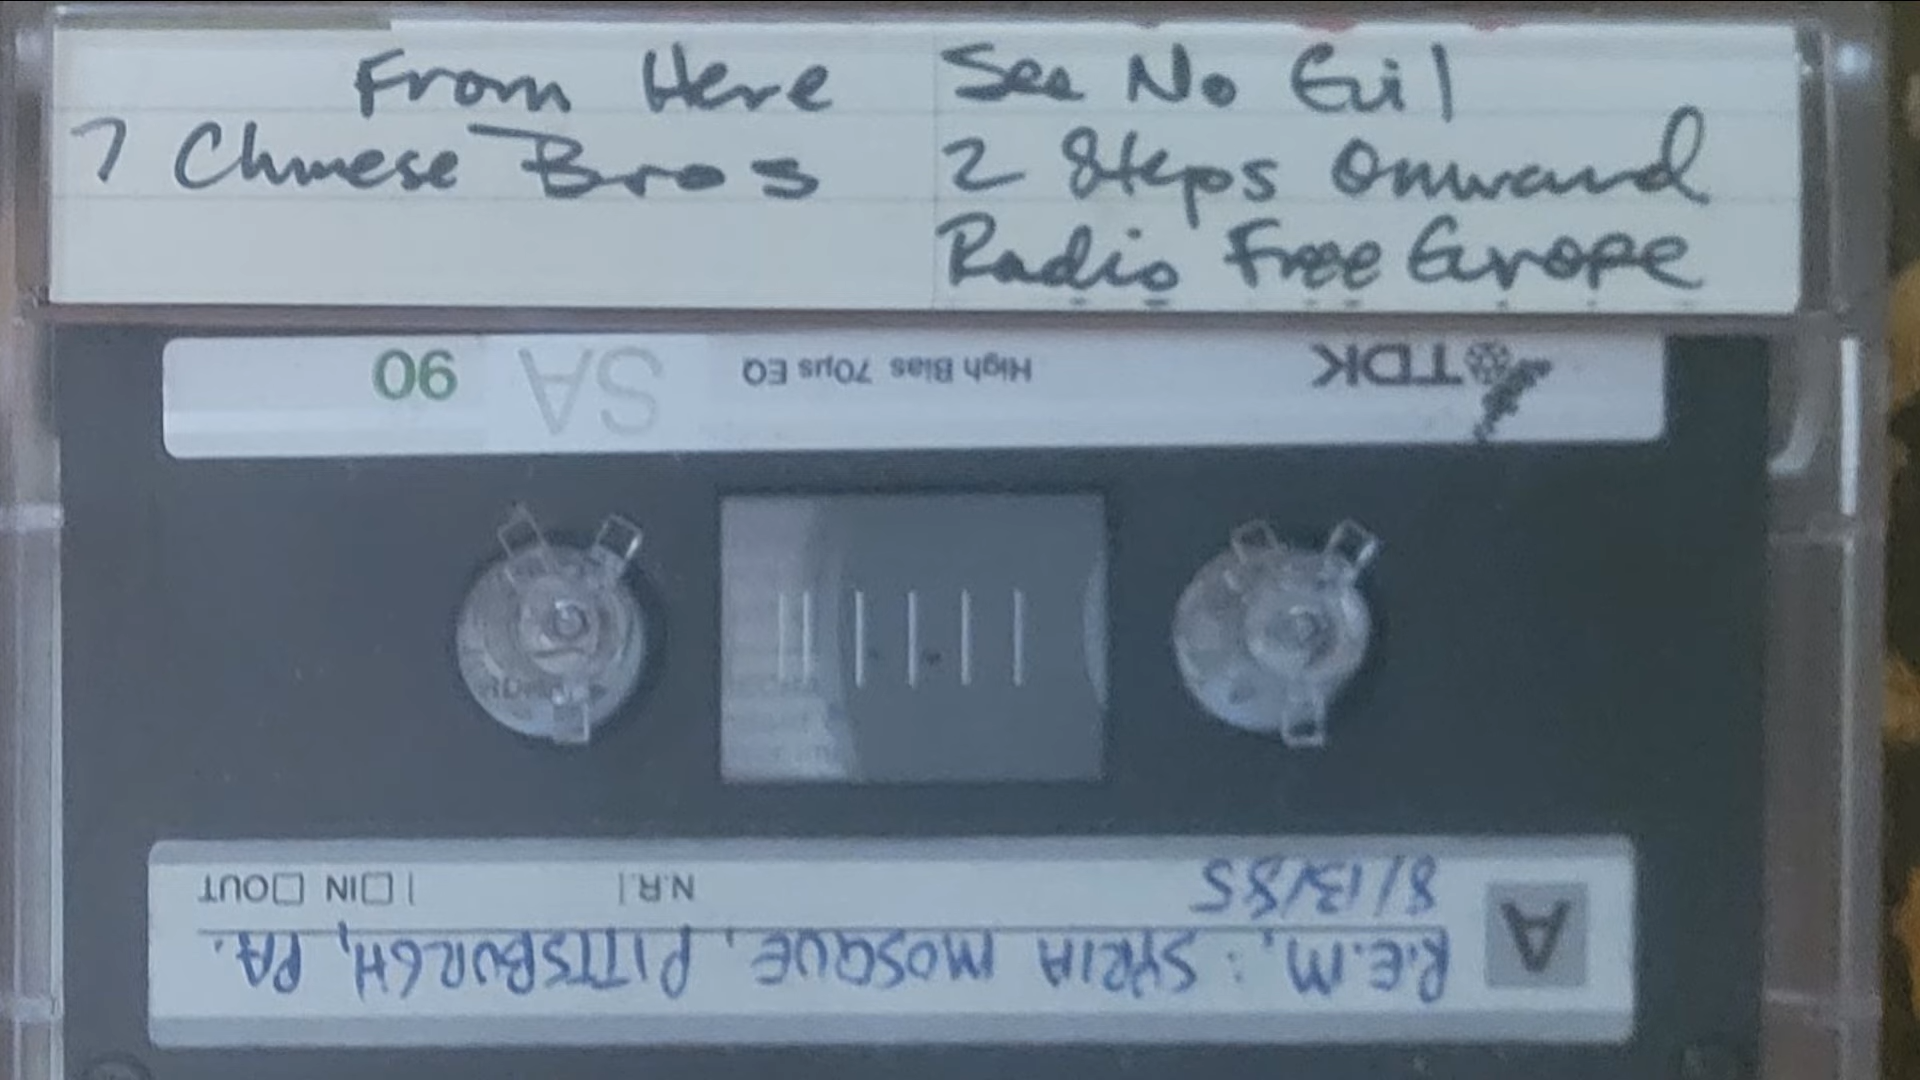 From Here
7 Chinese Bros
See No Evil
2 Steps Onward
Radio Free Europe
TDK
High Bias 70µs EQ
SA
90
A
R.E.M.: SYRIA MOSQUE, PITTSBURGH, PA.
8/13/85
N.R.
IN OUT